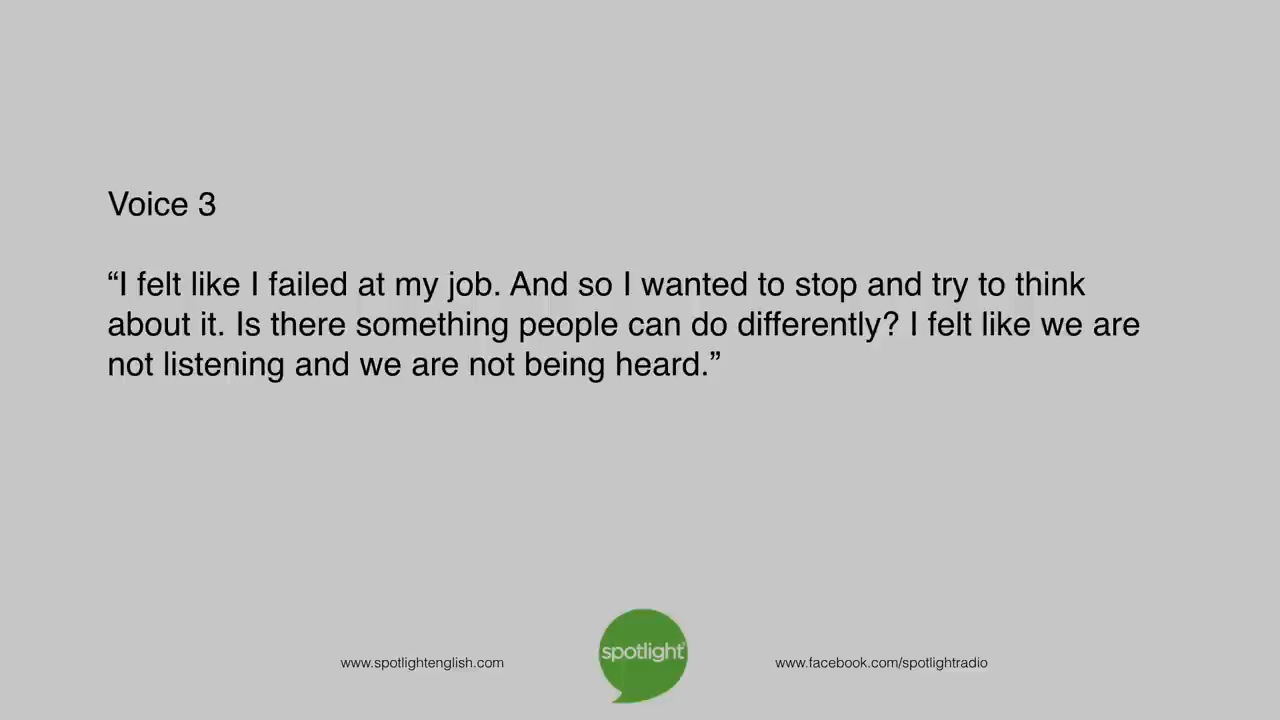 Voice 3
“I felt like I failed at my job. And so I wanted to stop and try to think
about it. Is there something people can do differently? I felt like we are
not listening and we are not being heard.”
www.spotlightenglish.com
spotlight
www.facebook.com/spotlightradio